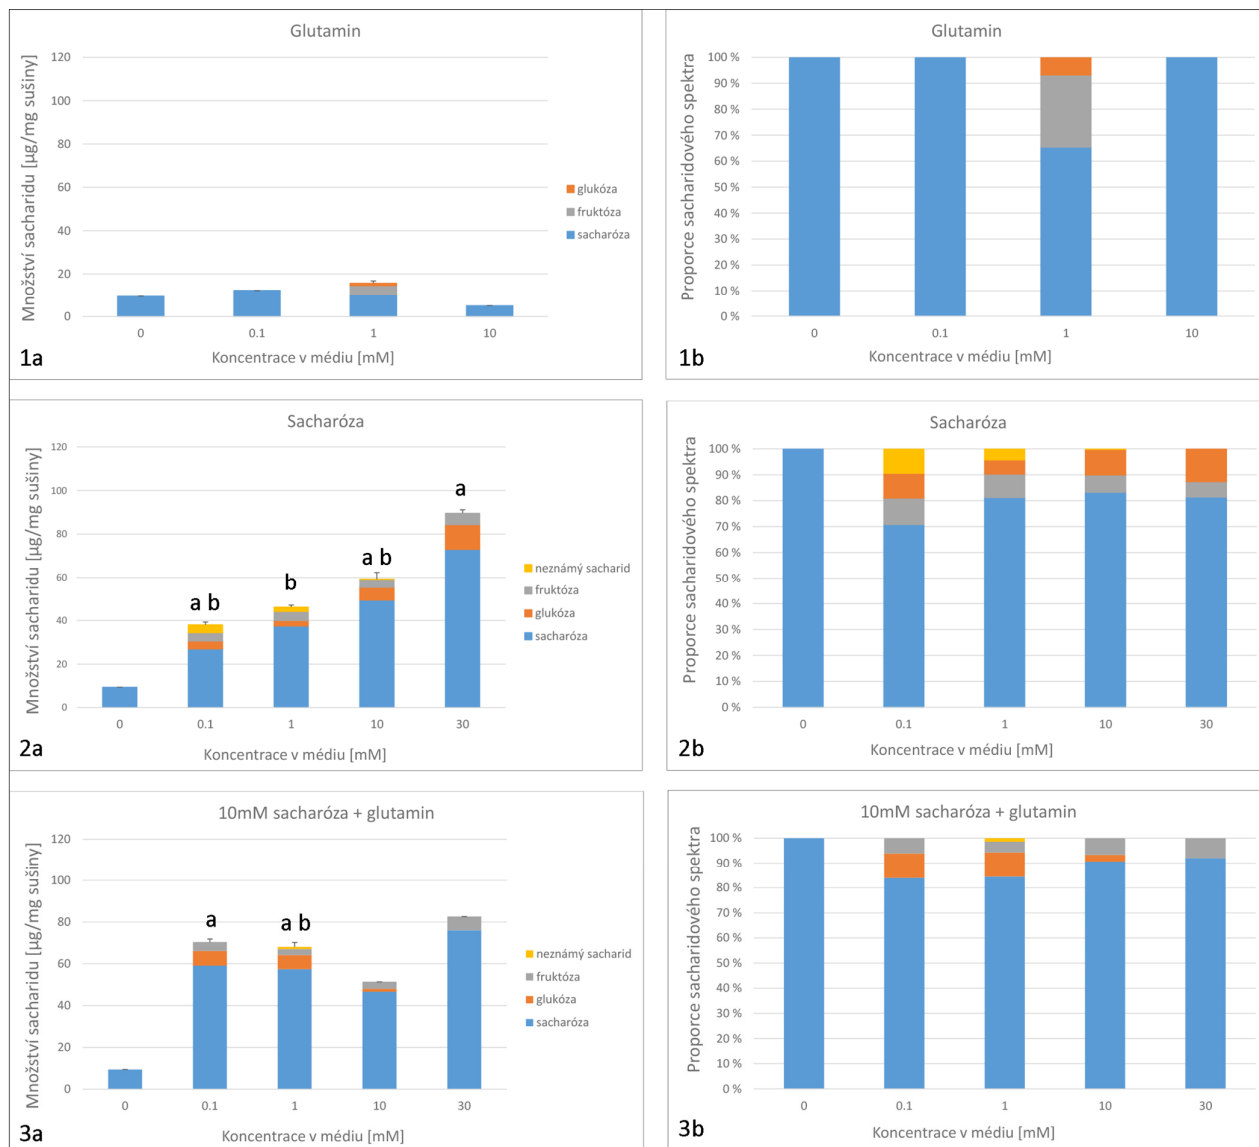 Glutamin
Množství sacharidu [µg/mg sušiny]
120
100
80
60
40
20
0
0 0.1 1 10
Koncentrace v médiu [mM]
glukóza
fruktóza
sacharóza
1a
Glutamin
Proporce sacharidového spektra
100 %
90 %
80 %
70 %
60 %
50 %
40 %
30 %
20 %
10 %
0 %
0 0.1 1 10
Koncentrace v médiu [mM]
1b
Sacharóza
Množství sacharidu [µg/mg sušiny]
120
100
80
60
40
20
0
a b
b
a b
a
0 0.1 1 10 30
Koncentrace v médiu [mM]
neznámý sacharid
fruktóza
glukóza
sacharóza
2a
Sacharóza
Proporce sacharidového spektra
100 %
90 %
80 %
70 %
60 %
50 %
40 %
30 %
20 %
10 %
0 %
0 0.1 1 10 30
Koncentrace v médiu [mM]
2b
10mM sacharóza + glutamin
Množství sacharidu [µg/mg sušiny]
120
100
80
60
40
20
0
a
a b
0 0.1 1 10 30
Koncentrace v médiu [mM]
neznámý sacharid
fruktóza
glukóza
sacharóza
3a
10mM sacharóza + glutamin
Proporce sacharidového spektra
100 %
90 %
80 %
70 %
60 %
50 %
40 %
30 %
20 %
10 %
0 %
0 0.1 1 10 30
Koncentrace v médiu [mM]
3b